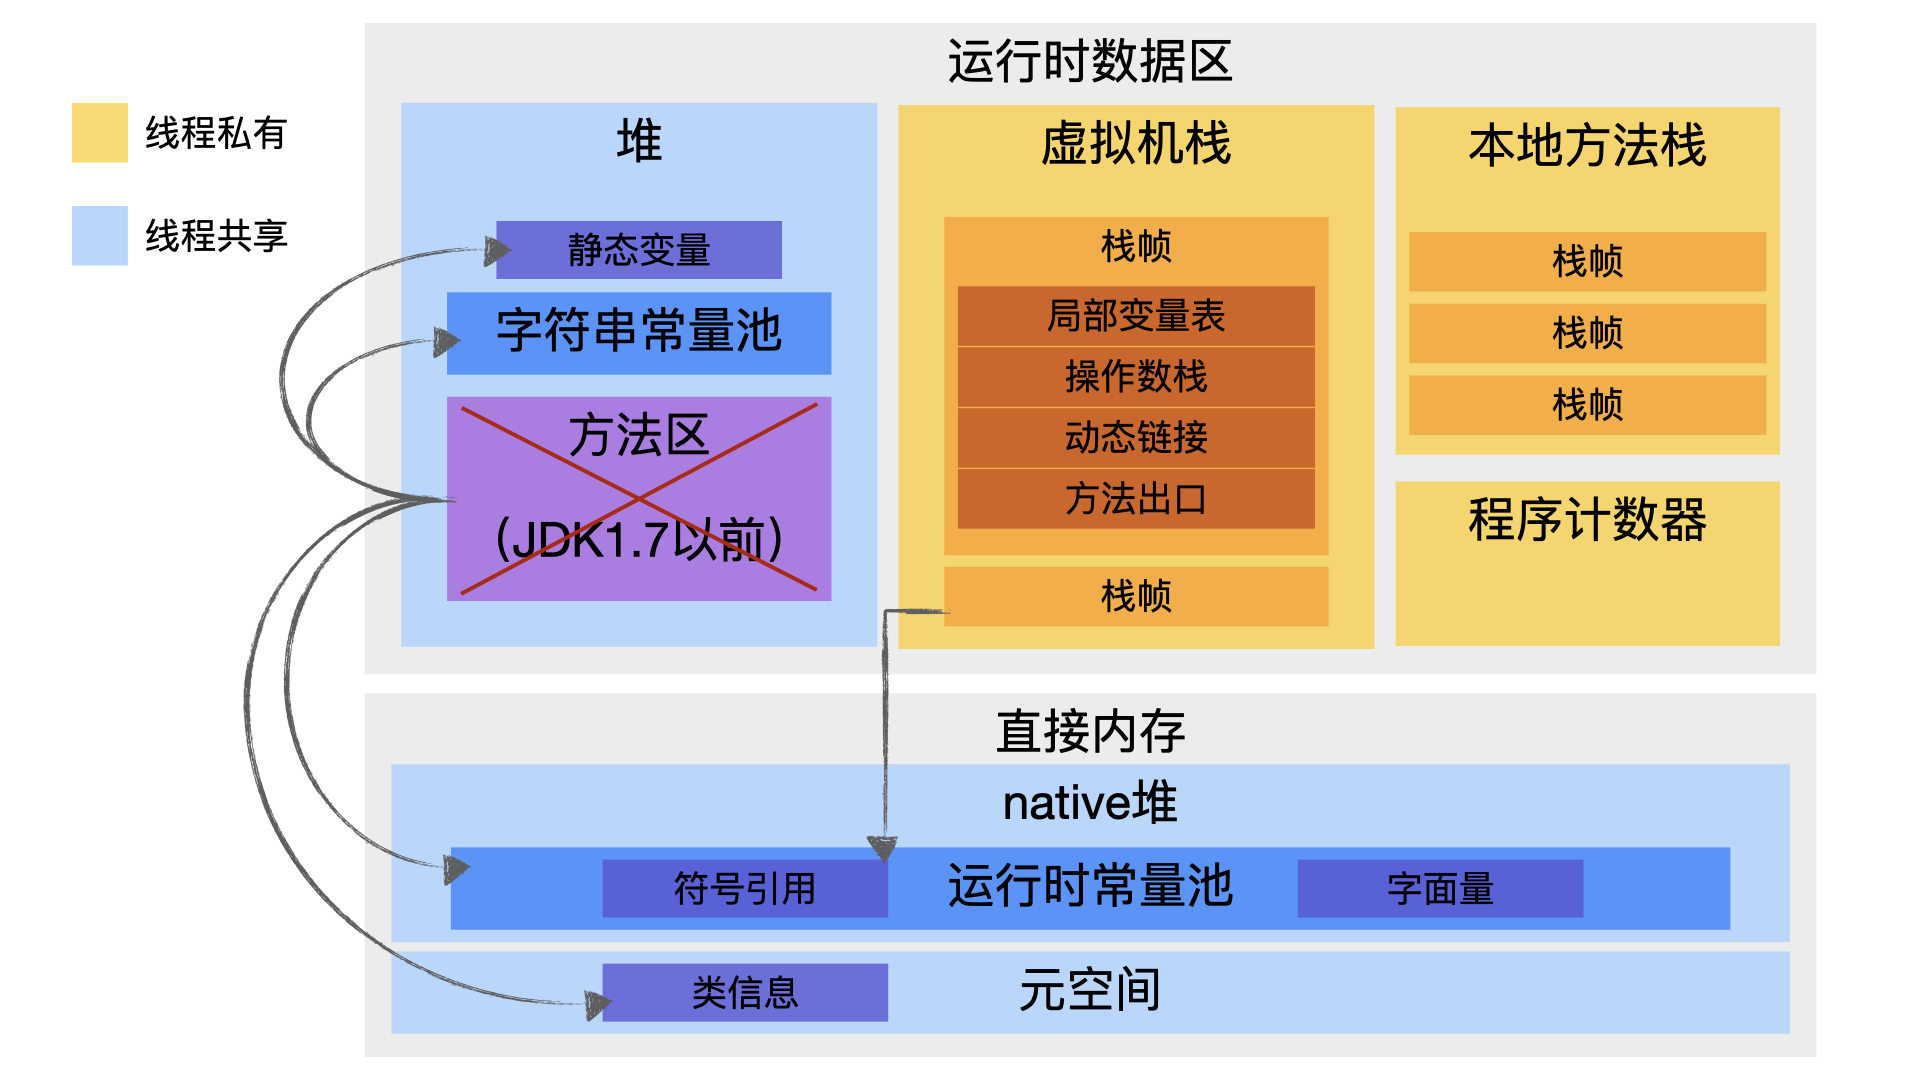 运行时数据区
线程私有
线程共享
堆
静态变量
字符串常量池
方法区
（JDK1.7以前）
虚拟机栈
栈帧
局部变量表
操作数栈
动态链接
方法出口
栈帧
本地方法栈
栈帧
栈帧
栈帧
程序计数器
直接内存
native堆
符号引用
运行时常量池
字面量
类信息
元空间